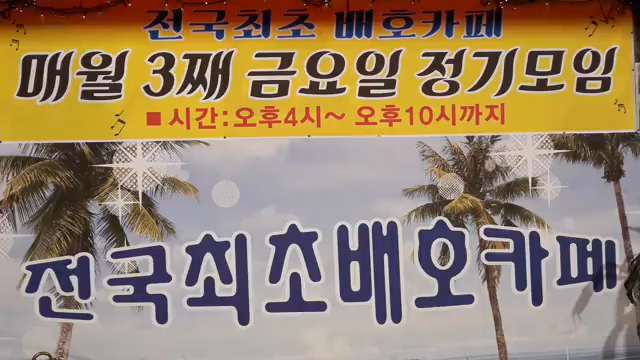 전국최초 배호카페
매월 3째 금요일 정기모임
■ 시간:오후4시~ 오후10시까지
전국최초배호카페